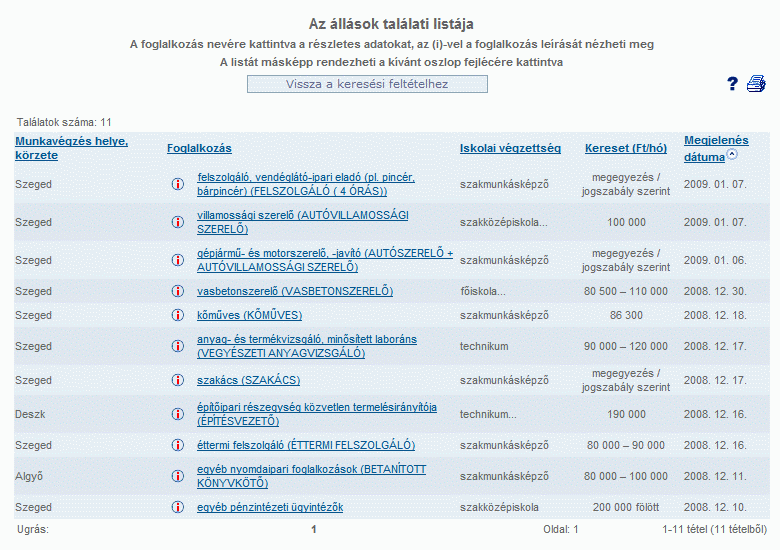 Az állások találati listája
A foglalkozás nevére kattintva a részletes adatokat, az (i)-vel a foglalkozás leírását nézheti meg
A listát másképp rendezheti a kívánt oszlop fejlécére kattintva
Vissza a keresési feltételhez
?
Találatok száma: 11
Munkavégzés helye, körzete Foglalkozás Iskolai végzettség Kereset (Ft/hó) Megjelenés dátuma
Szeged felszolgáló, vendéglátó-ipari eladó (pl. pincér, bárpincér) (FELSZOLGÁLÓ ( 4 ÓRÁS)) szakmunkásképző megegyezés / jogszabály szerint 2009. 01. 07.
Szeged villamossági szerelő (AUTÓVILLAMOSSÁGI SZERELŐ) szakközépiskola... 100 000 2009. 01. 07.
Szeged gépjármű- és motorszerelő, -javító (AUTÓSZERELŐ + AUTÓVILLAMOSSÁGI SZERELŐ) szakmunkásképző megegyezés / jogszabály szerint 2009. 01. 06.
Szeged vasbetonszerelő (VASBETONSZERELŐ) főiskola... 80 500 – 110 000 2008. 12. 30.
Szeged kőműves (KŐMŰVES) szakmunkásképző 86 300 2008. 12. 18.
Szeged anyag- és termékvizsgáló, minősített laboráns (VEGYÉSZETI ANYAGVIZSGÁLÓ) technikum 90 000 – 120 000 2008. 12. 17.
Szeged szakács (SZAKÁCS) szakmunkásképző megegyezés / jogszabály szerint 2008. 12. 17.
Deszk építőipari részegység közvetlen termelésirányítója (ÉPÍTÉSVEZETŐ) technikum... 190 000 2008. 12. 16.
Szeged éttermi felszolgáló (ÉTTERMI FELSZOLGÁLÓ) szakmunkásképző 80 000 – 90 000 2008. 12. 16.
Algyő egyéb nyomdaipari foglalkozások (BETANÍTOTT KÖNYVKÖTŐ) szakmunkásképző 80 000 – 100 000 2008. 12. 11.
Szeged egyéb pénzintézeti ügyintézők szakközépiskola 200 000 fölött 2008. 12. 10.
Ugrás: 1 Oldal: 1 1-11 tétel (11 tételből)